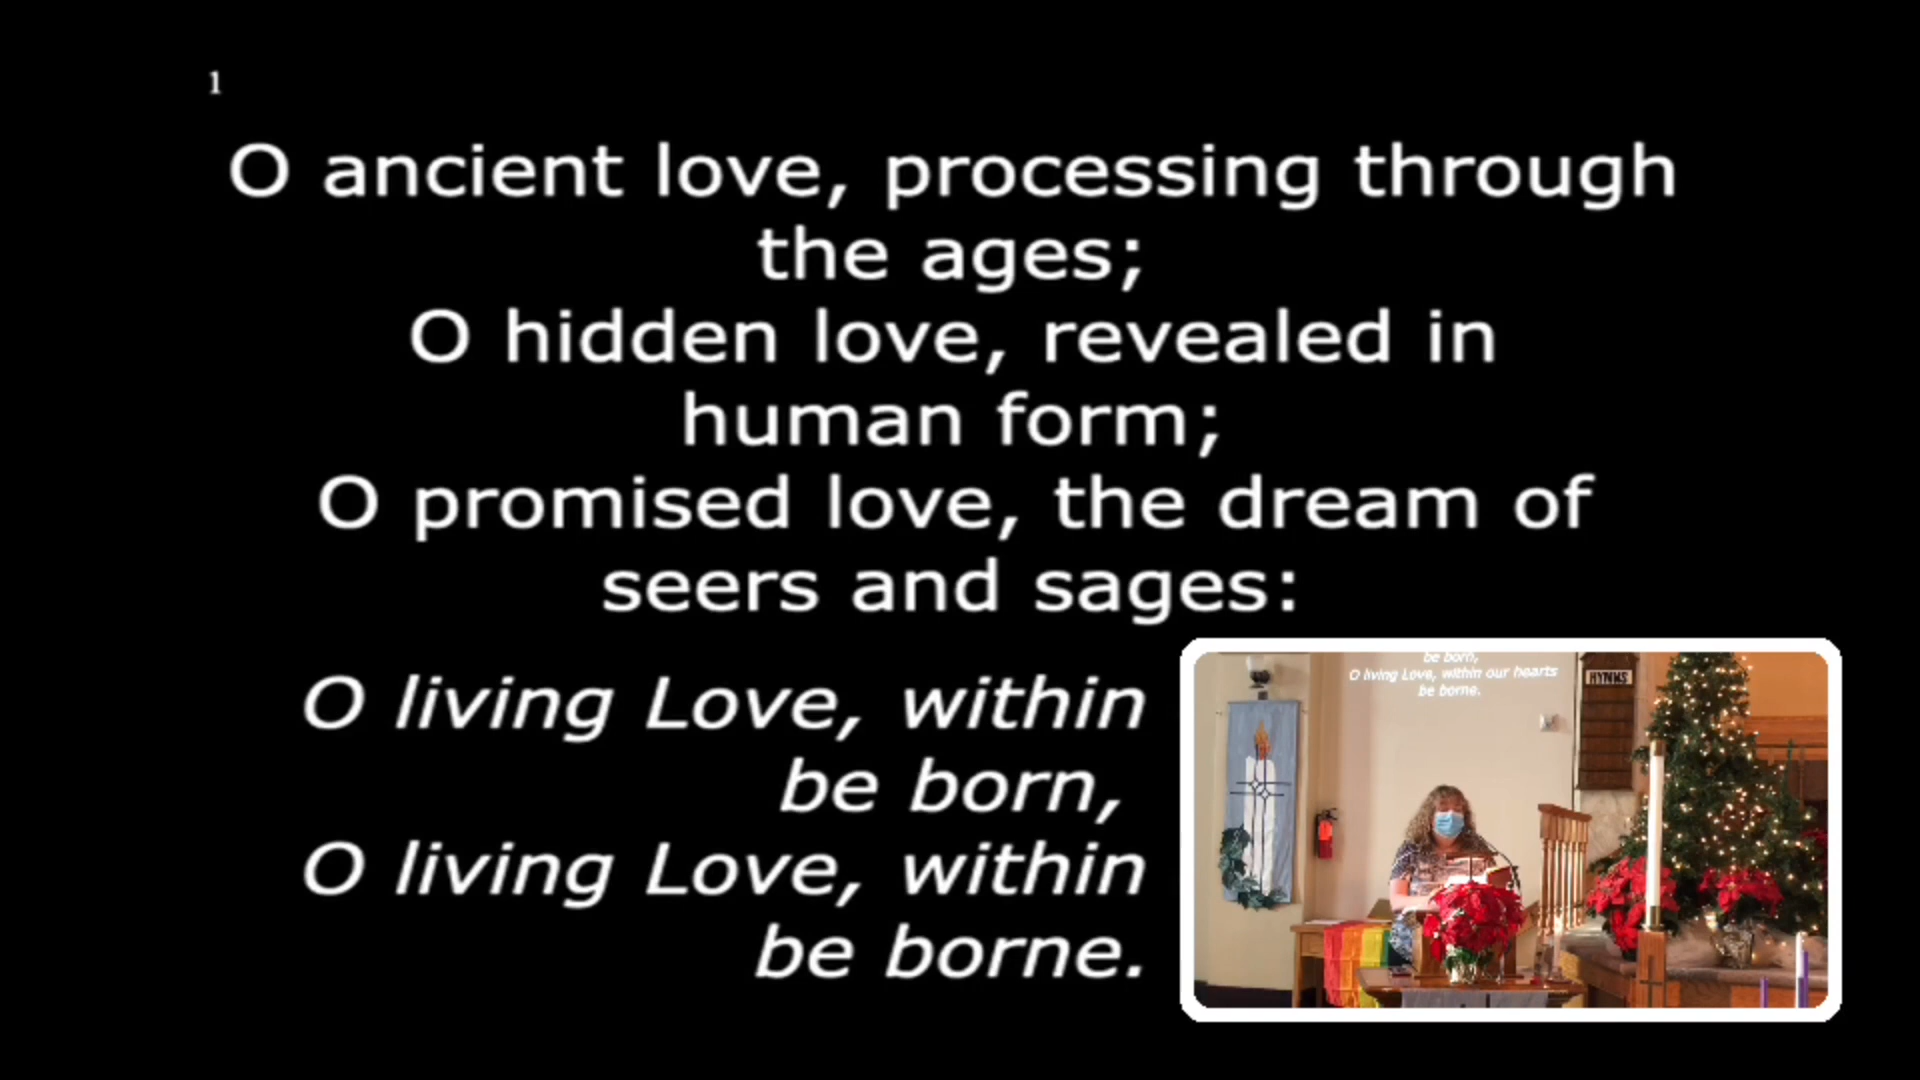 1
O ancient love, processing through
the ages;
O hidden love, revealed in
human form;
O promised love, the dream of
seers and sages:
O living Love, within
be born,
O living Love, within
be borne.
be born,
O living Love, within our hearts
be borne.
HYMNS